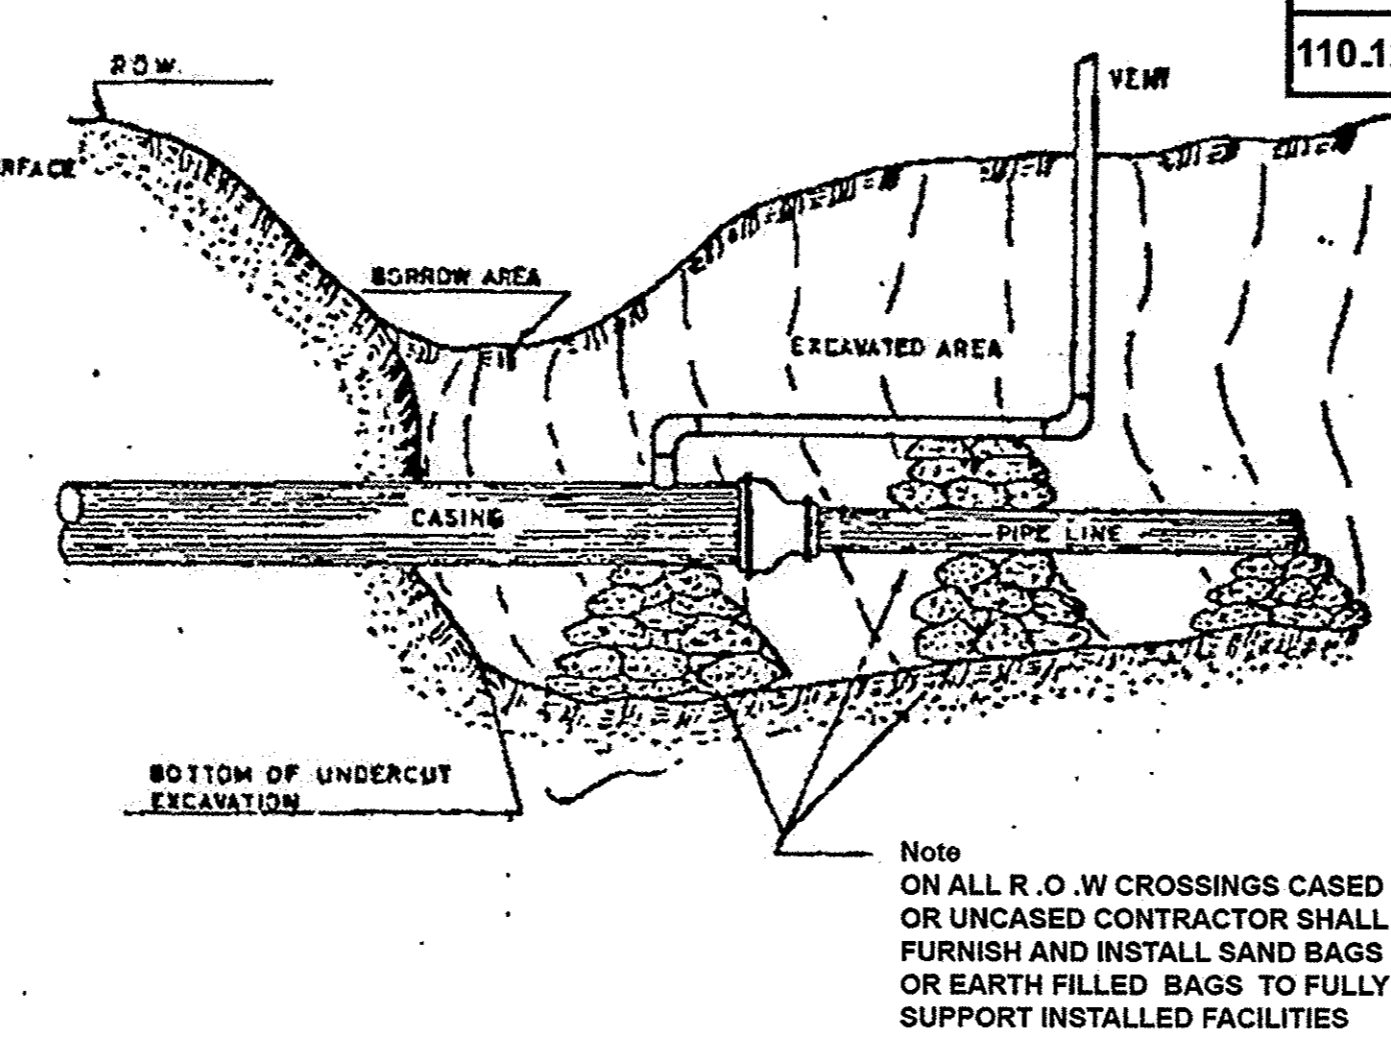 110.1
R O W.
VENT
RFACE
BORROW AREA
EXCAVATED AREA
CASING
PIPE LINE
BOTTOM OF UNDERCUT
EXCAVATION
Note
ON ALL R .O .W CROSSINGS CASED
OR UNCASED CONTRACTOR SHALL
FURNISH AND INSTALL SAND BAGS
OR EARTH FILLED BAGS TO FULLY
SUPPORT INSTALLED FACILITIES